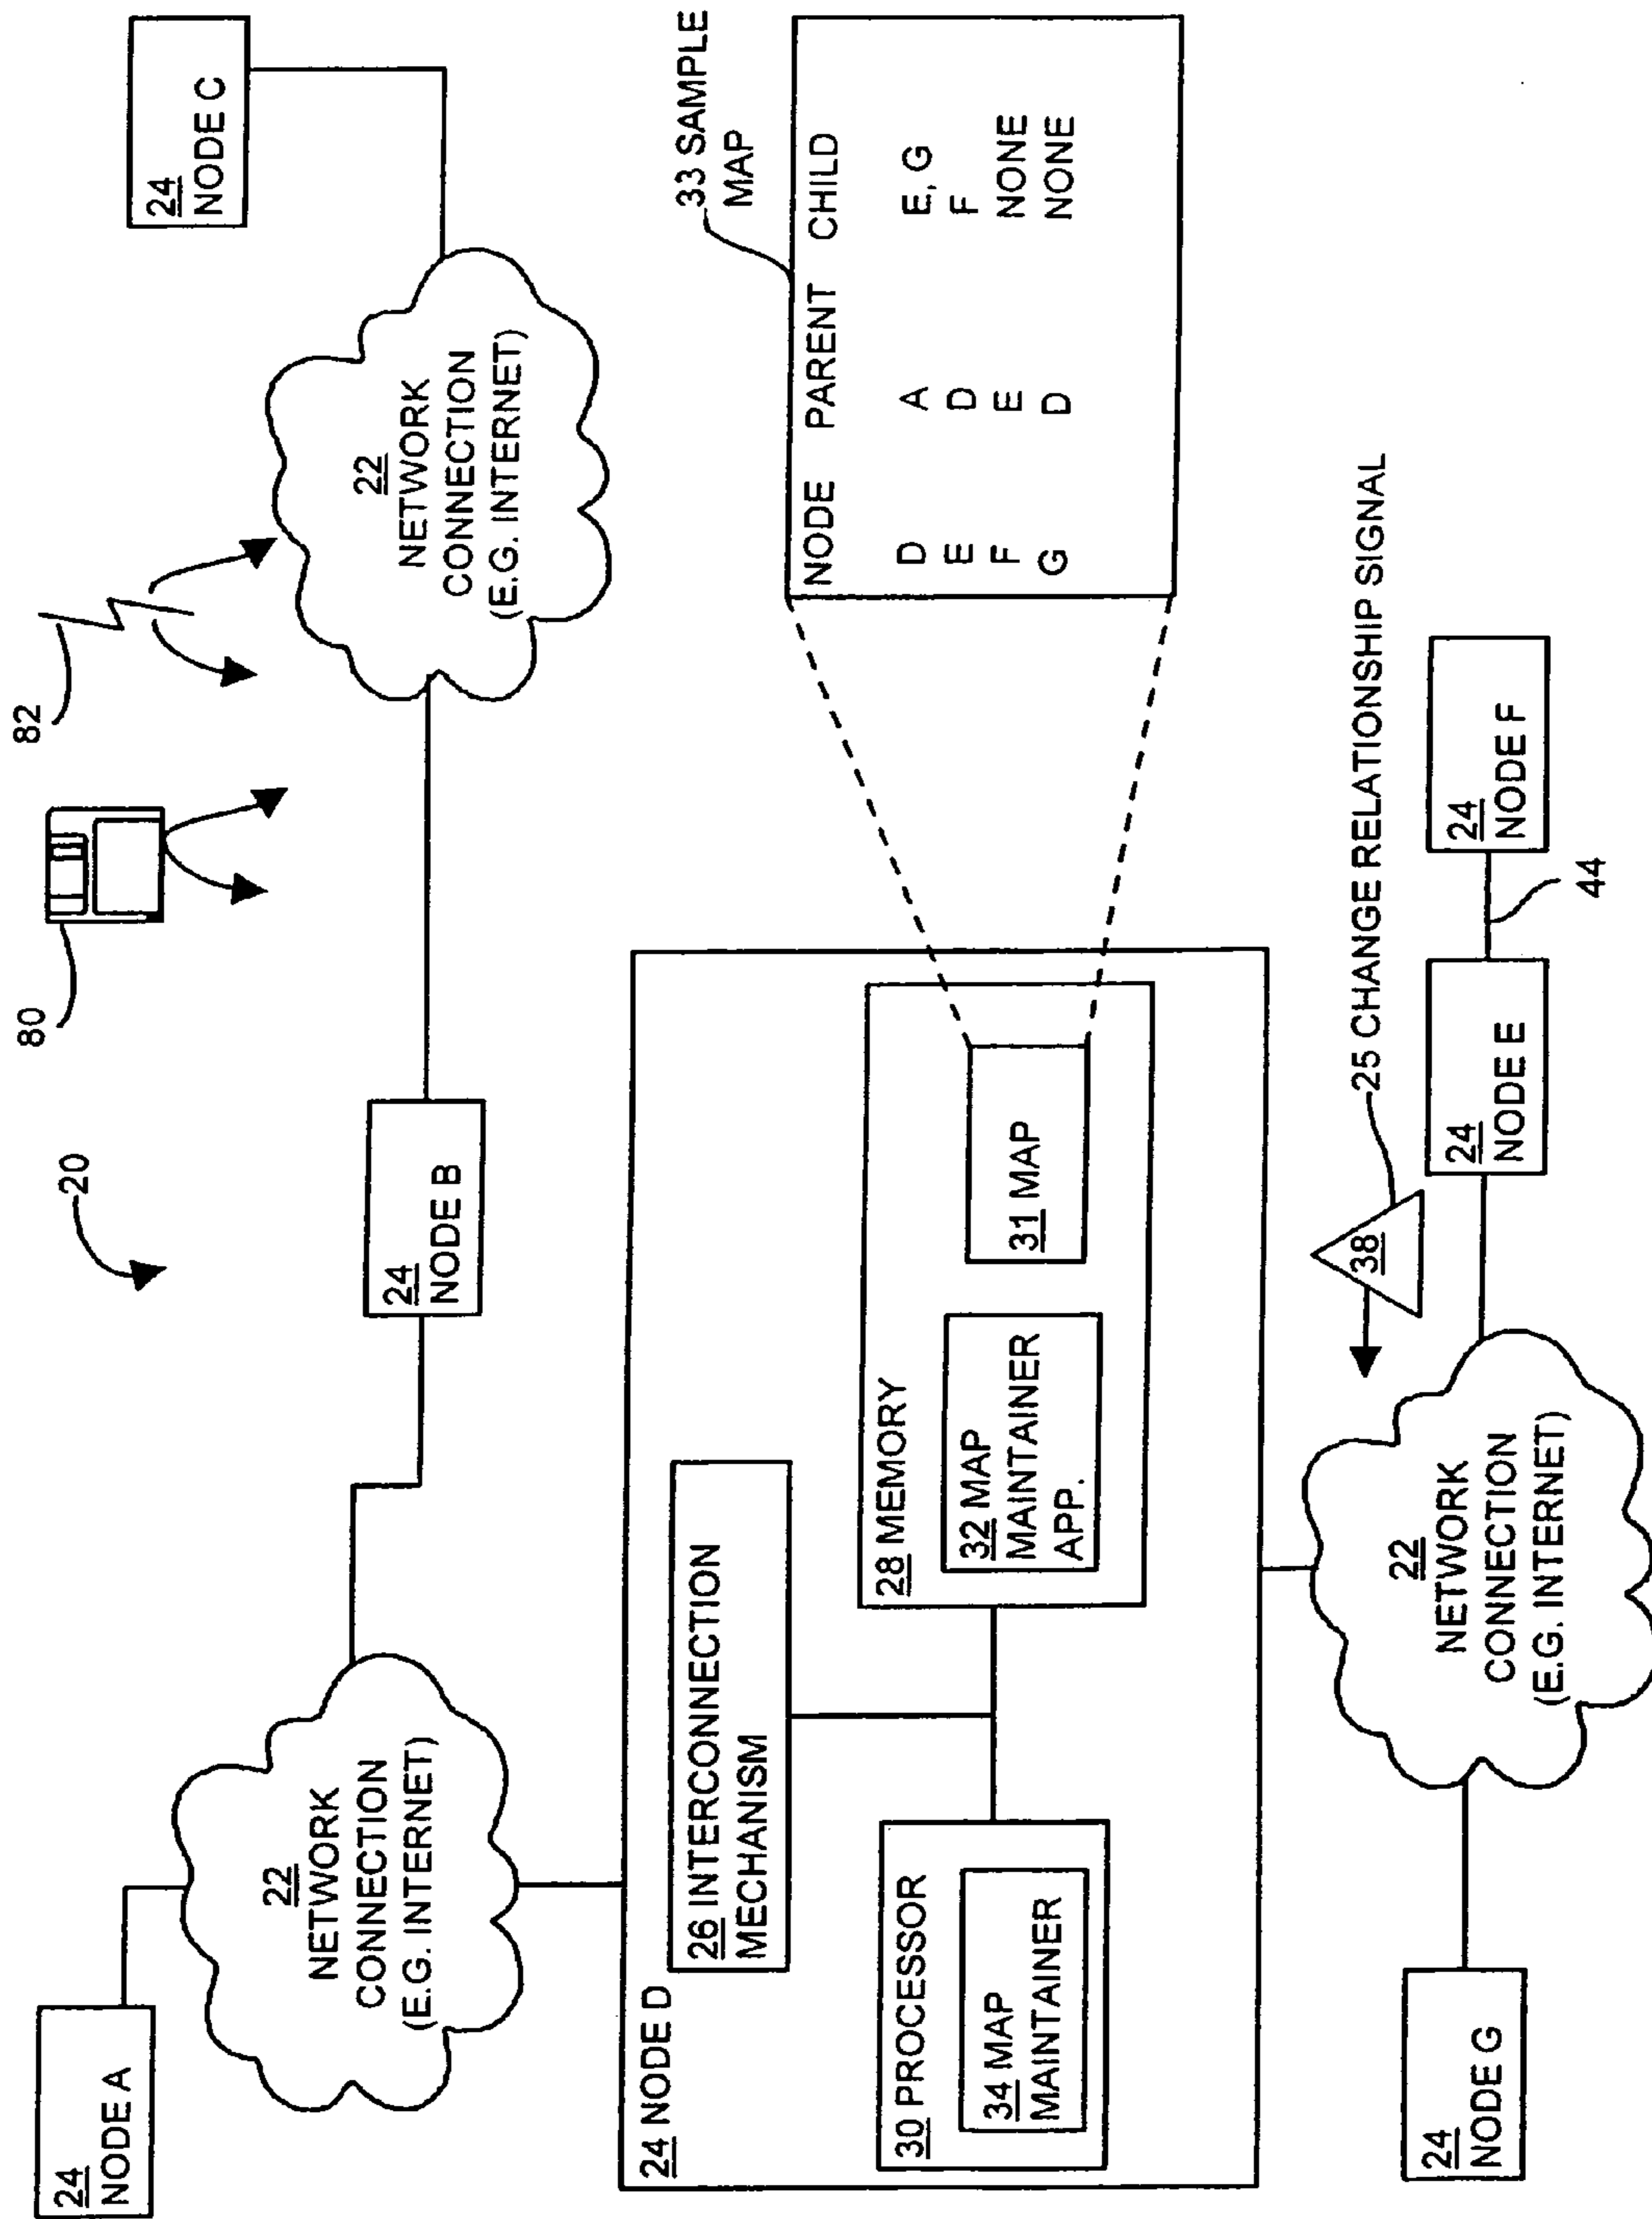 24
NODE A
22
NETWORK
CONNECTION
(E.G. INTERNET)
20
24
NODE B
80
82
22
NETWORK
CONNECTION
(E.G. INTERNET)
24
NODE C
24 NODE D
26 INTERCONNECTION
MECHANISM
30 PROCESSOR
34 MAP
MAINTAINER
28 MEMORY
32 MAP
MAINTAINER
APP.
31 MAP
33 SAMPLE
MAP
NODE PARENT CHILD
D A E, G
E D F
F E NONE
G D NONE
24
NODE G
22
NETWORK
CONNECTION
(E.G. INTERNET)
38
25 CHANGE RELATIONSHIP SIGNAL
24
NODE E
44
24
NODE F